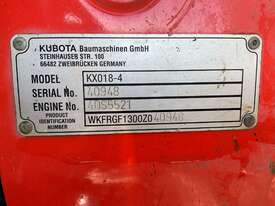 KUBOTA Baumaschinen GmbH
STEINHAUSER STR. 100
66482 ZWEIBRÜCKEN GERMANY
MODEL KX018-4
SERIAL No. 40948
ENGINE No. 40S5521
PRODUCT IDENTIFICATION NUMBER WKFRGF1300Z040948